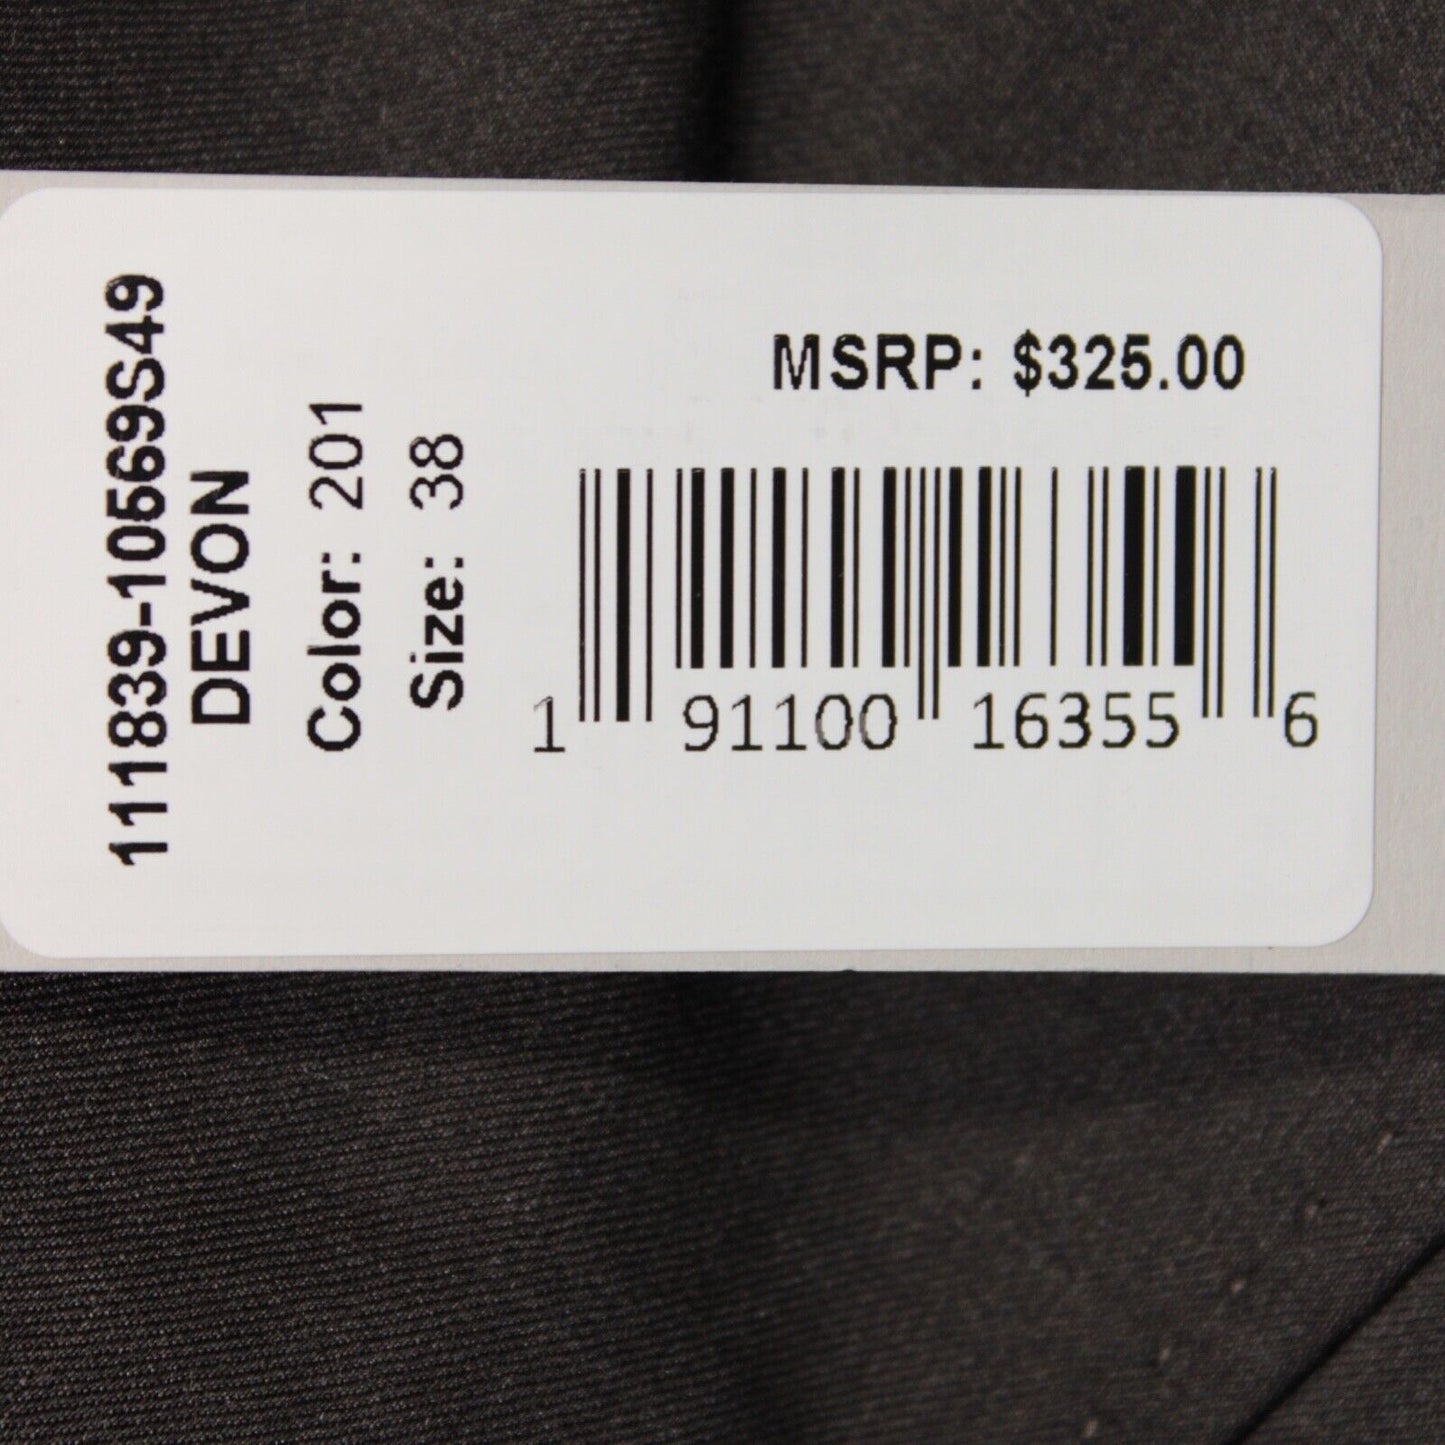 111839-10569S49
DEVON
Color: 201
Size: 38
MSRP: $325.00
1 91100 16355 6